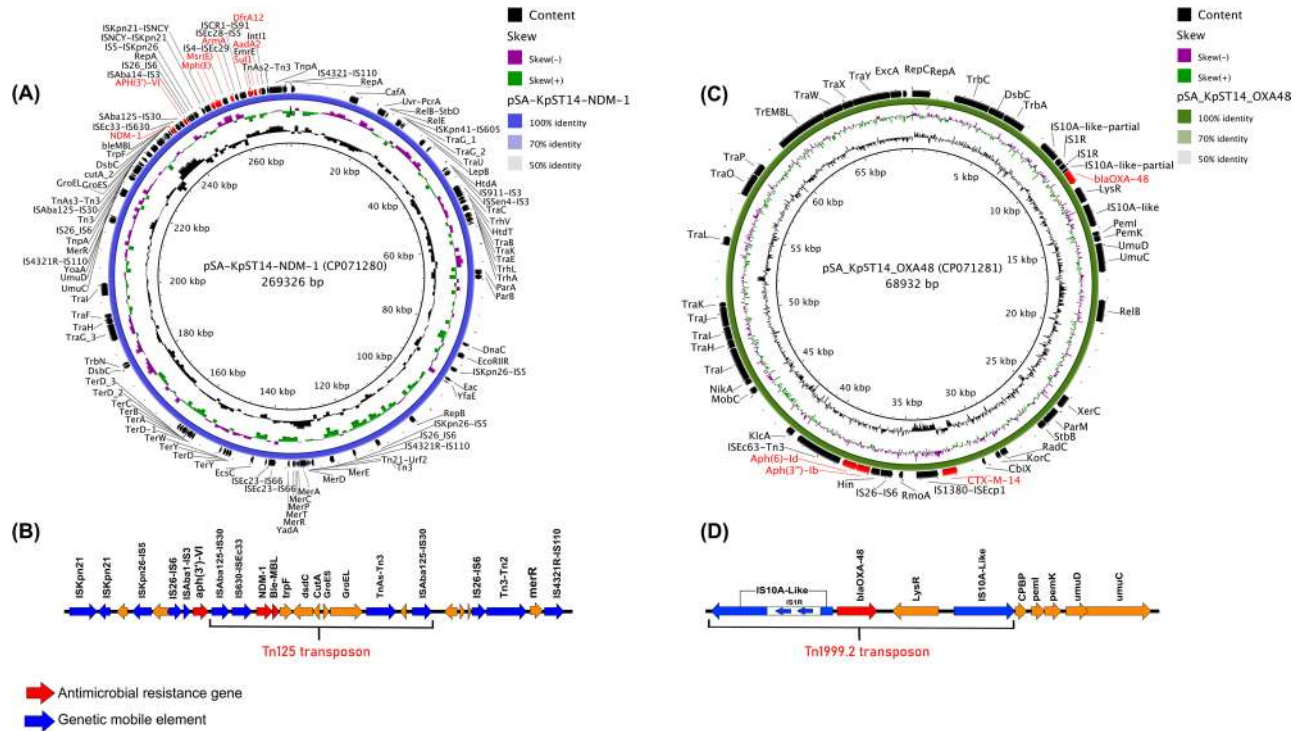 (A)
DfrA12
ISCR1-IS91
ISKpn21-ISNCY
ISEc28-IS5
Intl1
ISNCY-ISKpn21
ArmA
AadA2
IS5-ISKpn26
IS4-ISEc29
EmrE
RepA
Msr(E)
Sul1
IS26_IS6
Mph(E)
TnAs2-Tn3
TnpA
ISAba14-IS3
IS4321-IS110
APH(3')-VI
RepA
CafA
Uvr-PcrA
RelB-StbD
RelE
ISKpn41-IS605
TraG_1
TraG_2
TraU
LepB
HtdA
IS911-IS3
ISSen4-IS3
TraC
TrhV
HtdT
TraB
TraK
TraE
TrhL
TrhA
ParA
ParB
DnaC
EcoRIIR
ISKpn26-IS5
Eac
YfaE
RepB
ISKpn26-IS5
IS26_IS6
IS4321R-IS110
Tn21-Urf2
Tn3
MerE
MerD
MerA
MerC
MerP
MerT
MerR
YadA
ISEc23-IS66
ISEc23-IS66
EcsC
TerY
TerD
TerY
TerW
TerD-1
TerA
TerB
TerC
TerD_2
TerD_3
DsbC
TrbN
TraG_3
TraH
TraF
TraI
UmuC
UmuD
YoaA
IS4321R-IS110
MerR
TnpA
IS26_IS6
Tn3
ISAba125-IS30
TnAs3-Tn3
GroES
GroEL
cutA_2
DsbC
TrpF
bleMBL
NDM-1
ISEc33-IS630
SAba125-IS30
20 kbp
40 kbp
60 kbp
80 kbp
100 kbp
120 kbp
140 kbp
160 kbp
180 kbp
200 kbp
220 kbp
240 kbp
260 kbp
pSA-KpST14-NDM-1 (CP071280)
269326 bp
Content
Skew
Skew(-)
Skew(+)
pSA-KpST14-NDM-1
100% identity
70% identity
50% identity
(C)
RepC
RepA
TrbC
DsbC
TrbA
IS10A-like-partial
IS1R
IS1R
IS10A-like-partial
blaOXA-48
LysR
IS10A-like
PemI
PemK
UmuD
UmuC
RelB
XerC
ParM
StbB
RadC
KorC
CbiX
CTX-M-14
IS1380-ISEcp1
RmoA
IS26-IS6
Hin
Aph(3")-Ib
Aph(6)-Id
ISEc63-Tn3
KlcA
MobC
NikA
TraI
TraH
TraI
TraJ
TraK
TraL
TraO
TraP
TrEMBL
TraW
TraX
TraY
ExcA
5 kbp
10 kbp
15 kbp
20 kbp
25 kbp
30 kbp
35 kbp
40 kbp
45 kbp
50 kbp
55 kbp
60 kbp
65 kbp
pSA_KpST14_OXA48 (CP071281)
68932 bp
Content
Skew
Skew(-)
Skew(+)
pSA_KpST14_OXA48
100% identity
70% identity
50% identity
(B)
ISKpn21
ISKpn21
ISKpn26-IS5
IS26-IS6
ISAba1-IS3
aph(3')-VI
ISAba125-IS30
IS630-ISEc33
NDM-1
Ble-MBL
trpF
dsdC
CutA
GroES
GroEL
TnAs-Tn3
ISAba125-IS30
IS26-IS6
Tn3-Tn2
merR
IS4321R-IS110
Tn125 transposon
(D)
IS10A-Like
IS1R
blaOXA-48
LysR
IS10A-Like
CPBP
pemI
pemK
umuD
umuC
Tn1999.2 transposon
Antimicrobial resistance gene
Genetic mobile element